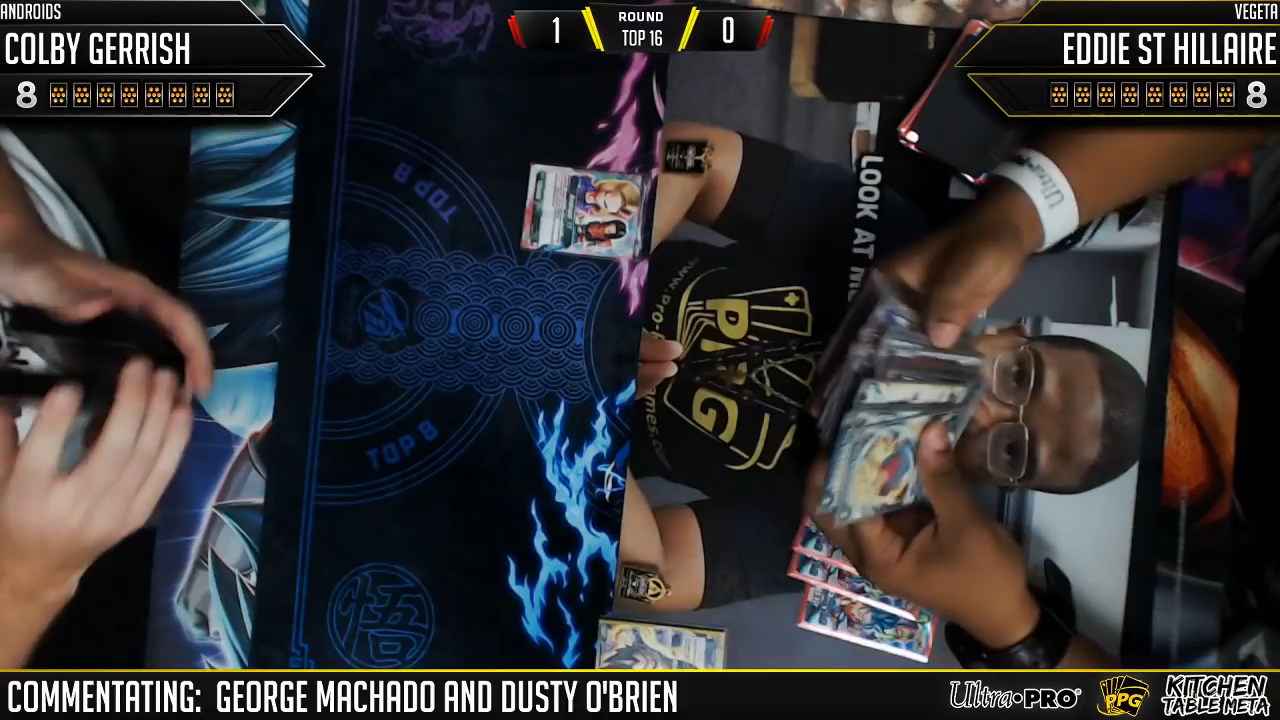 ANDROIDS
COLBY GERRISH
8
1
ROUND
TOP 16
0
VEGETA
EDDIE ST HILLAIRE
8
TOP 8
TOP 8
悟
LOOK AT
PPG
COMMENTATING: GEORGE MACHADO AND DUSTY O'BRIEN
Ultra•PRO
PPG
KITCHEN
TABLE META